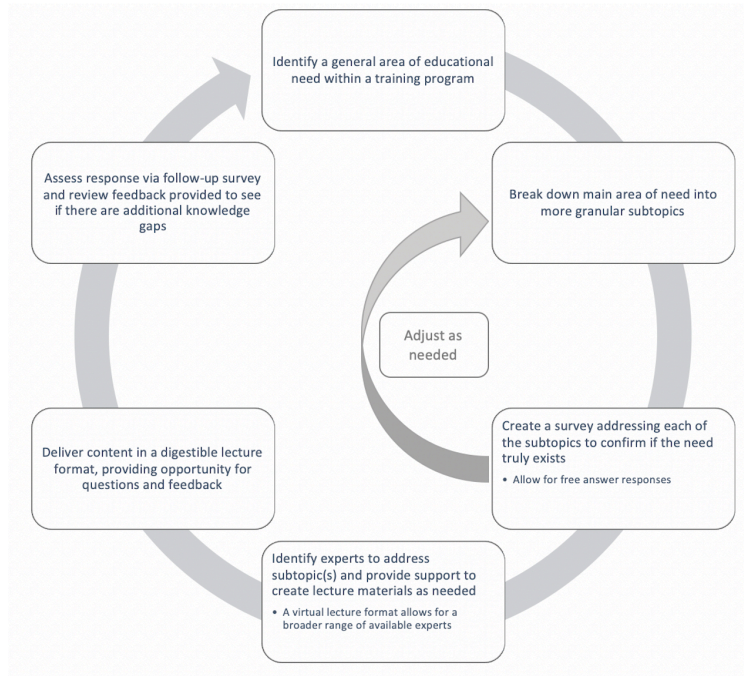 Identify a general area of educational
need within a training program
Break down main area of need into
more granular subtopics
Create a survey addressing each of
the subtopics to confirm if the need
truly exists
• Allow for free answer responses
Adjust as
needed
Identify experts to address
subtopic(s) and provide support to
create lecture materials as needed
• A virtual lecture format allows for a
broader range of available experts
Deliver content in a digestible lecture
format, providing opportunity for
questions and feedback
Assess response via follow-up survey
and review feedback provided to see
if there are additional knowledge
gaps